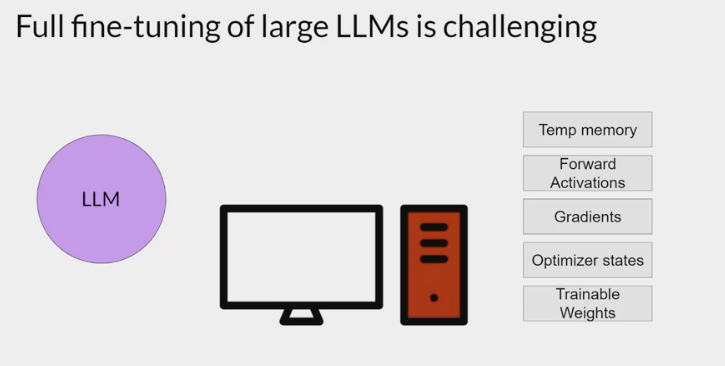 Full fine-tuning of large LLMs is challenging
LLM
Temp memory
Forward
Activations
Gradients
Optimizer states
Trainable
Weights